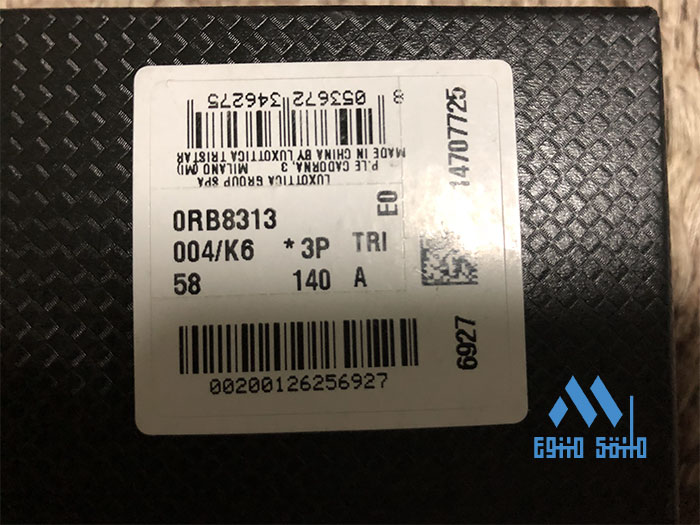 LUXOTTICA GROUP SPA
P.LE CADORNA, 3 MILANO (MI)
MADE IN CHINA BY LUXOTTICA TRISTAR
8 053672 346275
0RB8313
E0
004/K6 * 3P TRI
58 140 A
00200126256927
6927
14707725